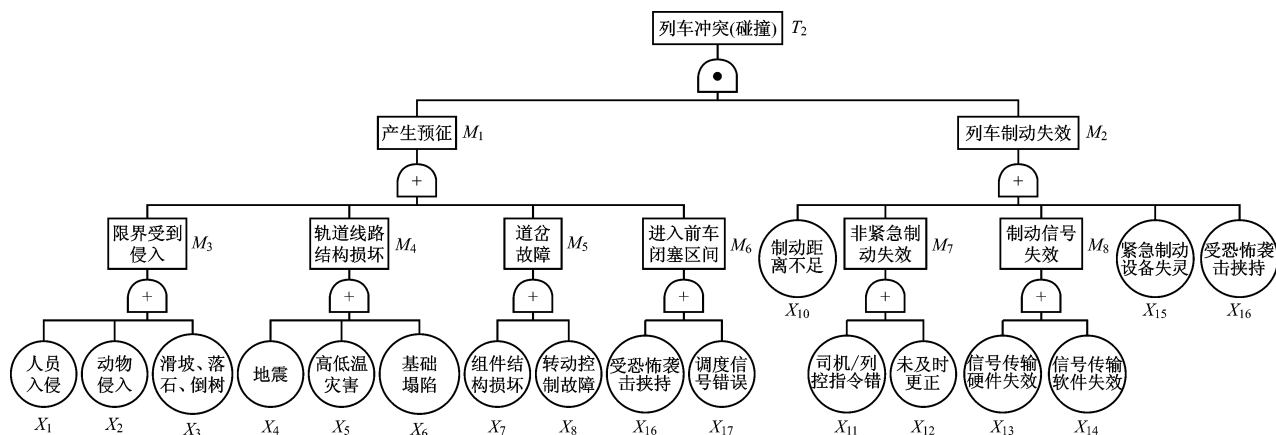 列车冲突(碰撞) T₂
产生预征 M₁
列车制动失效 M₂
限界受到
侵入 M₃
轨道线路
结构损坏 M₄
道岔
故障 M₅
进入前车
闭塞区间 M₆
制动距
离不足
X₁₀
非紧急制
动失效 M₇
制动信号
失效 M₈
紧急制动
设备失灵
X₁₅
受恐怖袭
击挟持
X₁₆
人员
入侵
X₁
动物
侵入
X₂
滑坡、落
石、倒树
X₃
地震
X₄
高低温
灾害
X₅
基础
塌陷
X₆
组件结
构损坏
X₇
转动控
制故障
X₈
受恐怖袭
击挟持
X₁₆
调度信
号错误
X₁₇
司机/列
控指令错
X₁₁
未及时
更正
X₁₂
信号传输
硬件失效
X₁₃
信号传输
软件失效
X₁₄